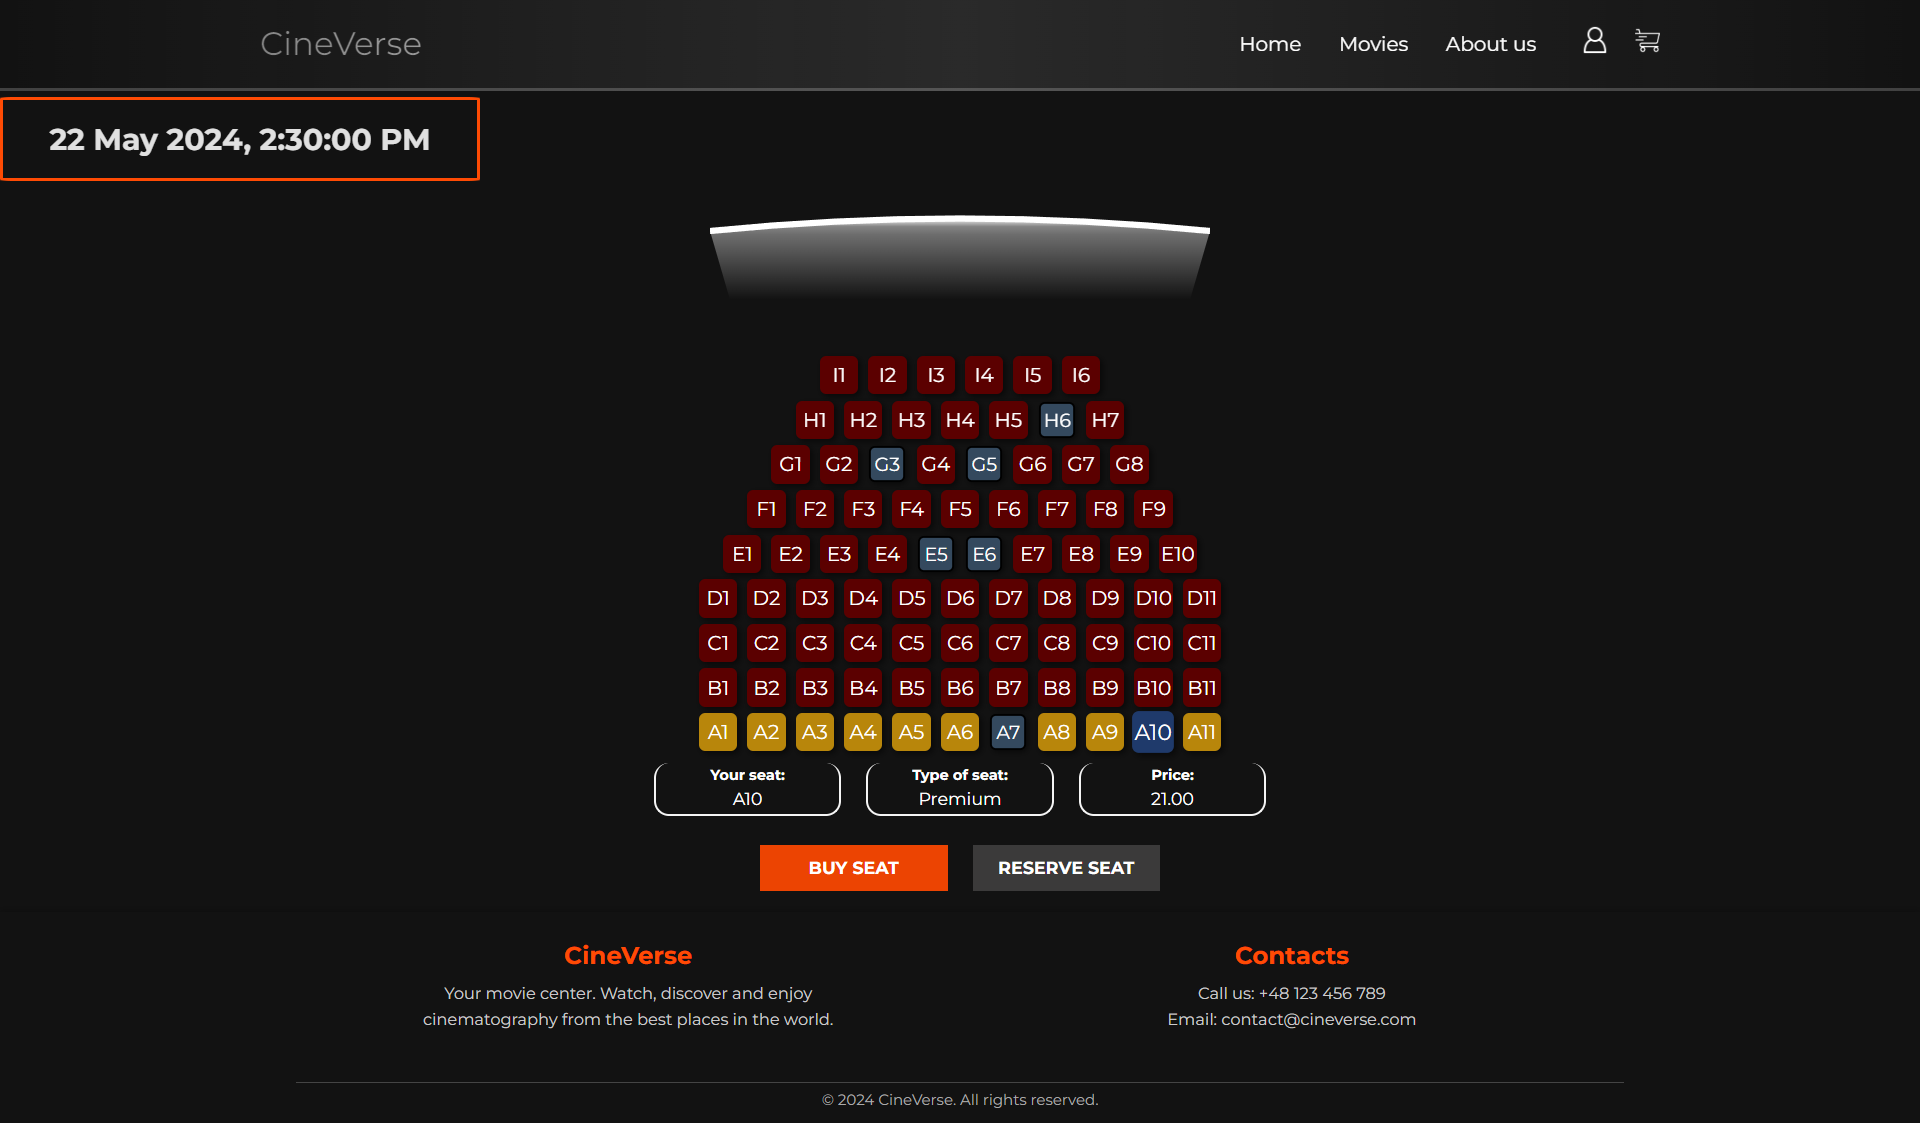 CineVerse
Home Movies About us
22 May 2024, 2:30:00 PM
I1 I2 I3 I4 I5 I6
H1 H2 H3 H4 H5 H6 H7
G1 G2 G3 G4 G5 G6 G7 G8
F1 F2 F3 F4 F5 F6 F7 F8 F9
E1 E2 E3 E4 E5 E6 E7 E8 E9 E10
D1 D2 D3 D4 D5 D6 D7 D8 D9 D10 D11
C1 C2 C3 C4 C5 C6 C7 C8 C9 C10 C11
B1 B2 B3 B4 B5 B6 B7 B8 B9 B10 B11
A1 A2 A3 A4 A5 A6 A7 A8 A9 A10 A11
Your seat:
A10
Type of seat:
Premium
Price:
21.00
BUY SEAT
RESERVE SEAT
CineVerse
Your movie center. Watch, discover and enjoy
cinematography from the best places in the world.
Contacts
Call us: +48 123 456 789
Email: contact@cineverse.com
© 2024 CineVerse. All rights reserved.